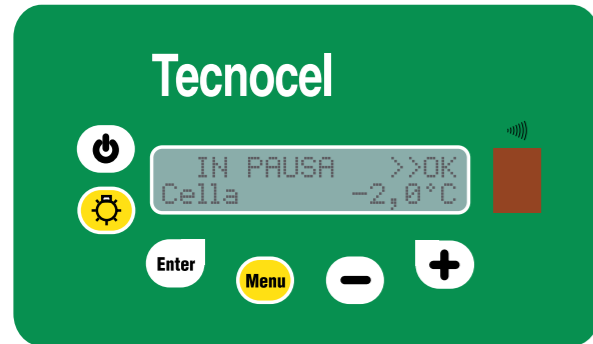 Tecnocel
IN PAUSA >>OK
Cella -2,0°C
Enter
Menu